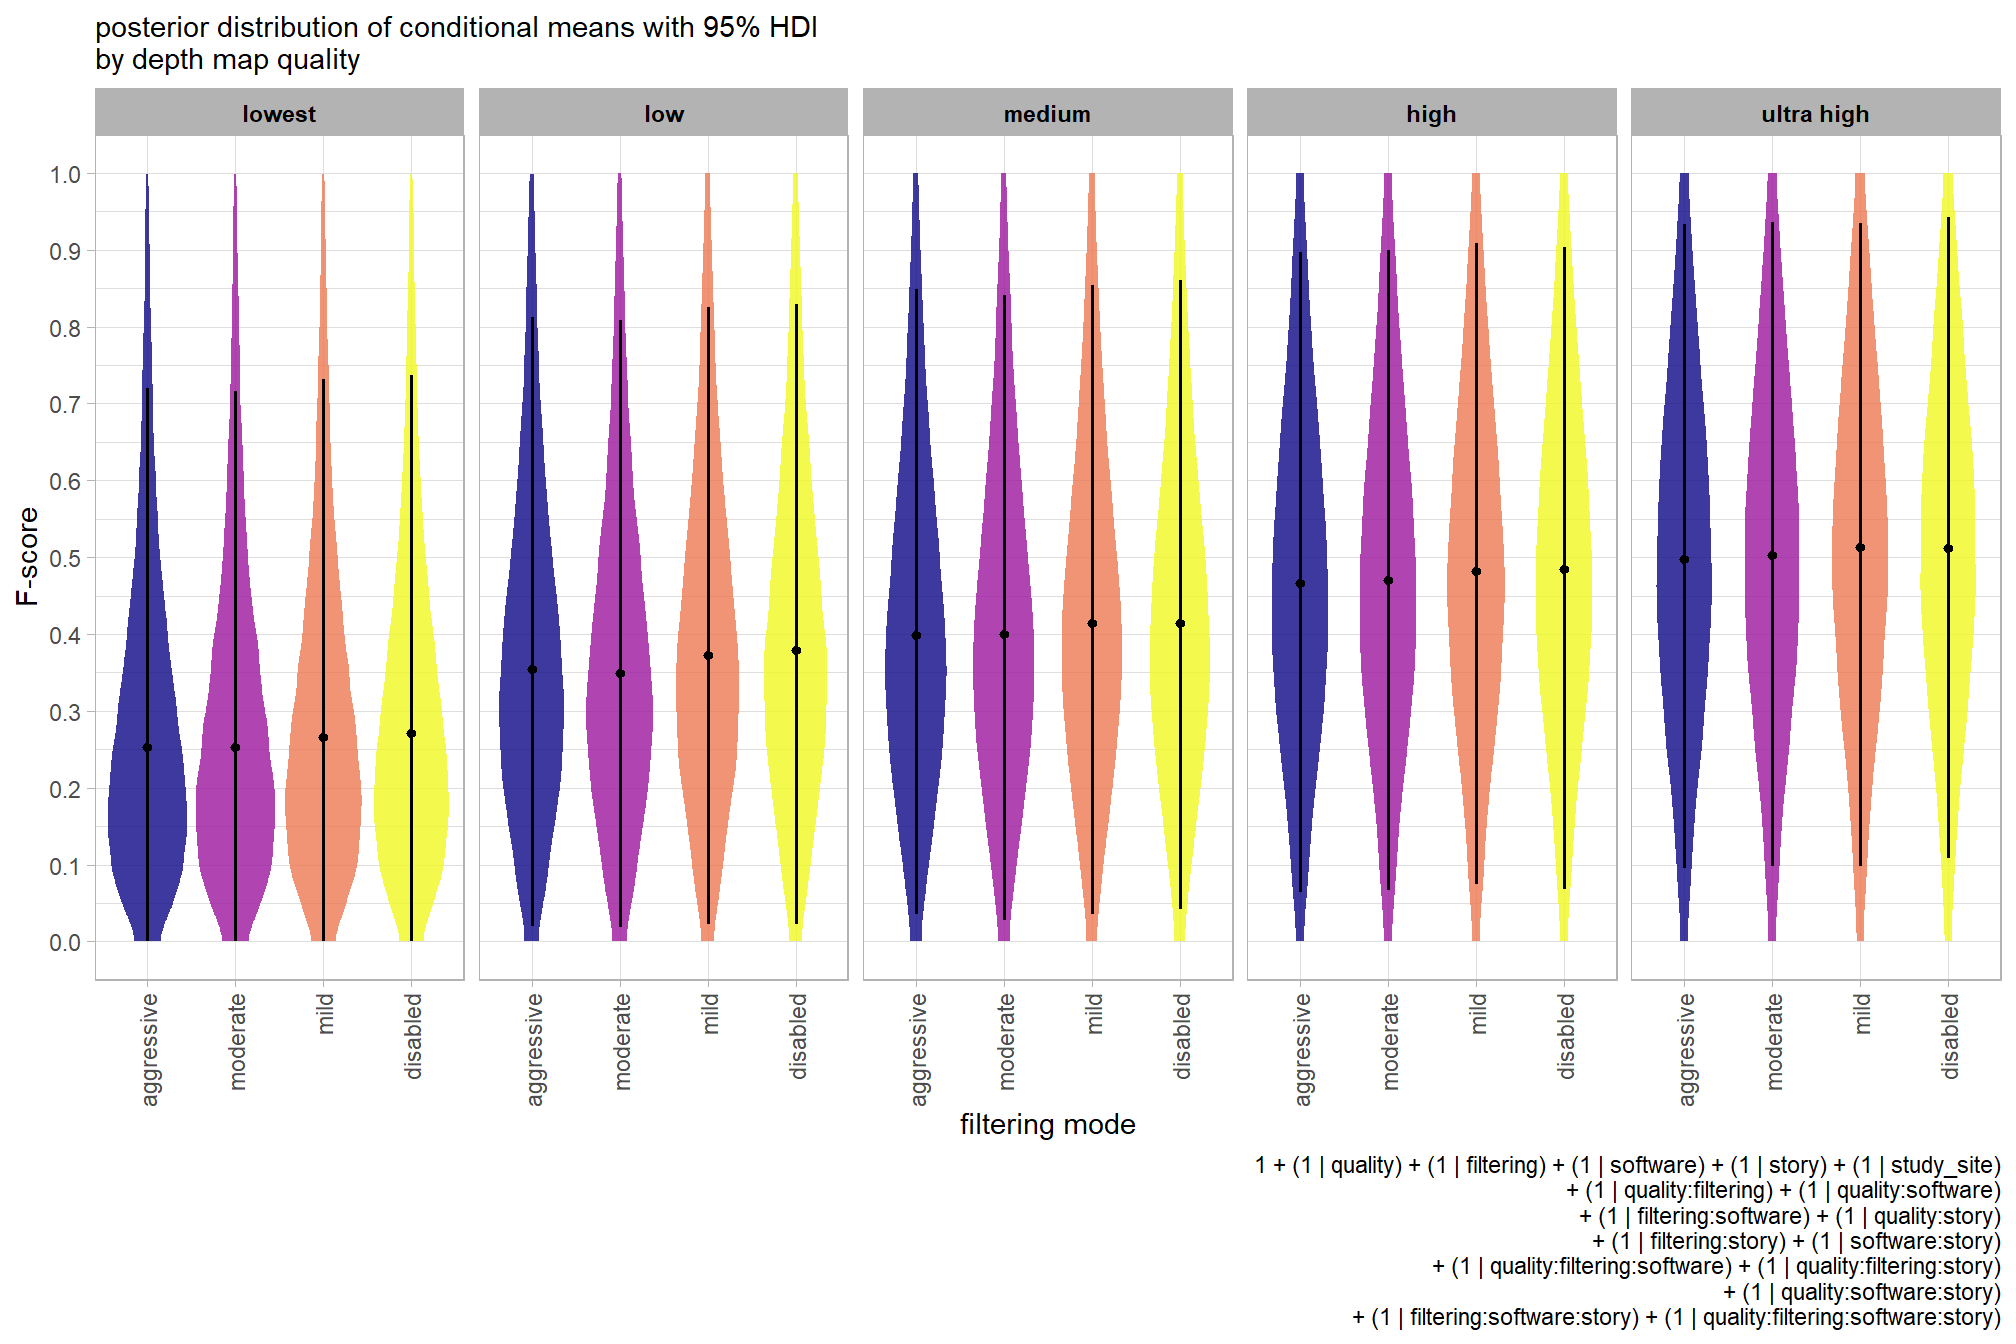 posterior distribution of conditional means with 95% HDI
by depth map quality
lowest
low
medium
high
ultra high
F-score
1.0
0.9
0.8
0.7
0.6
0.5
0.4
0.3
0.2
0.1
0.0
aggressive
moderate
mild
disabled
aggressive
moderate
mild
disabled
aggressive
moderate
mild
disabled
aggressive
moderate
mild
disabled
aggressive
moderate
mild
disabled
filtering mode
1 + (1 | quality) + (1 | filtering) + (1 | software) + (1 | story) + (1 | study_site)
+ (1 | quality:filtering) + (1 | quality:software)
+ (1 | filtering:software) + (1 | quality:story)
+ (1 | filtering:story) + (1 | software:story)
+ (1 | quality:filtering:software) + (1 | quality:filtering:story)
+ (1 | quality:software:story)
+ (1 | filtering:software:story) + (1 | quality:filtering:software:story)